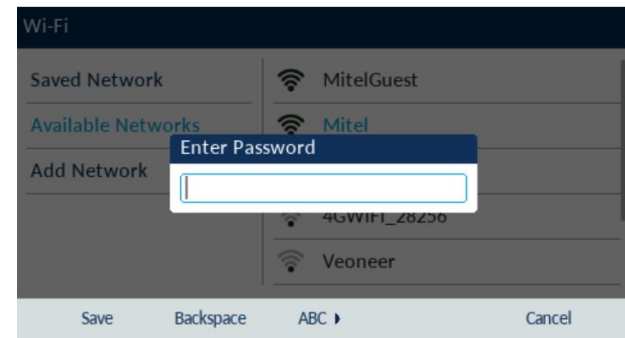 Wi-Fi
Saved Network
Available Networks
Add Network
MitelGuest
Mitel
4GWIFI_28256
Veoneer
Enter Password
Save Backspace ABC Cancel